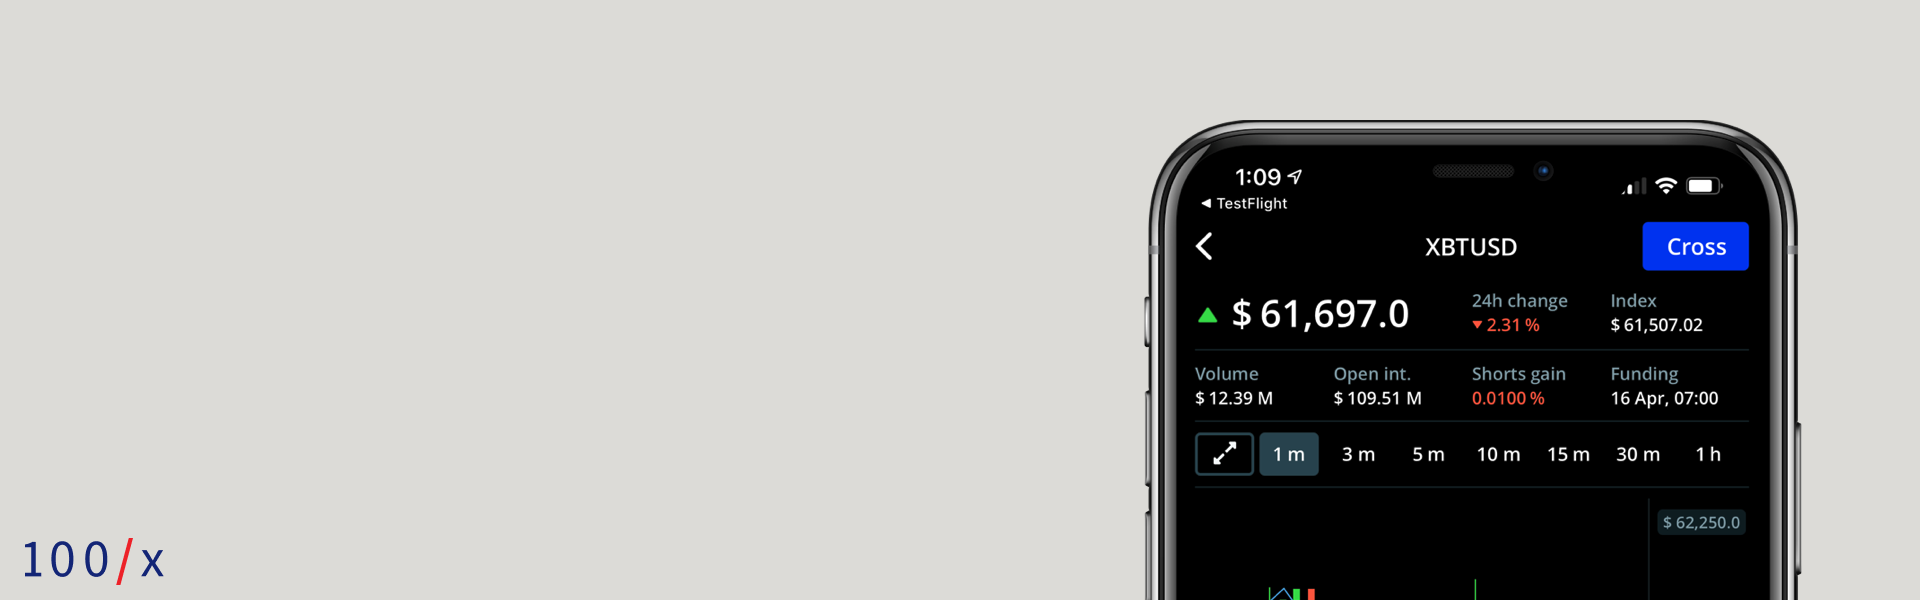 1:09
TestFlight
XBTUSD
Cross
$ 61,697.0
24h change
2.31 %
Index
$ 61,507.02
Volume
$ 12.39 M
Open int.
$ 109.51 M
Shorts gain
0.0100 %
Funding
16 Apr, 07:00
1 m 3 m 5 m 10 m 15 m 30 m 1 h
$ 62,250.0
100/x